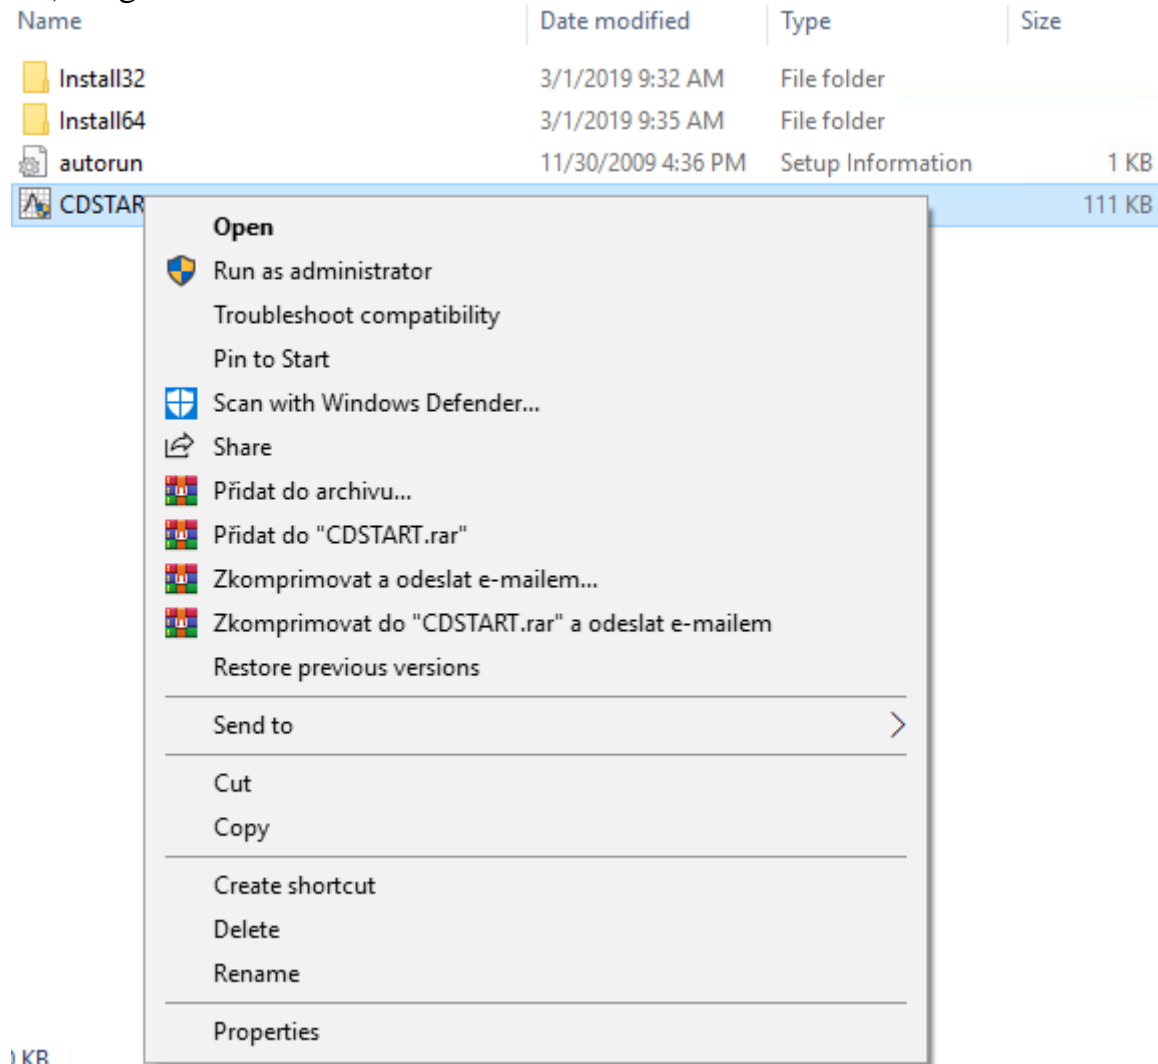 Name Date modified Type Size
Install32 3/1/2019 9:32 AM File folder
Install64 3/1/2019 9:35 AM File folder
autorun 11/30/2009 4:36 PM Setup Information 1 KB
CDSTAR 111 KB
Open
Run as administrator
Troubleshoot compatibility
Pin to Start
Scan with Windows Defender...
Share
Přidat do archivu...
Přidat do "CDSTART.rar"
Zkomprimovat a odeslat e-mailem...
Zkomprimovat do "CDSTART.rar" a odeslat e-mailem
Restore previous versions
Send to
Cut
Copy
Create shortcut
Delete
Rename
Properties
KB